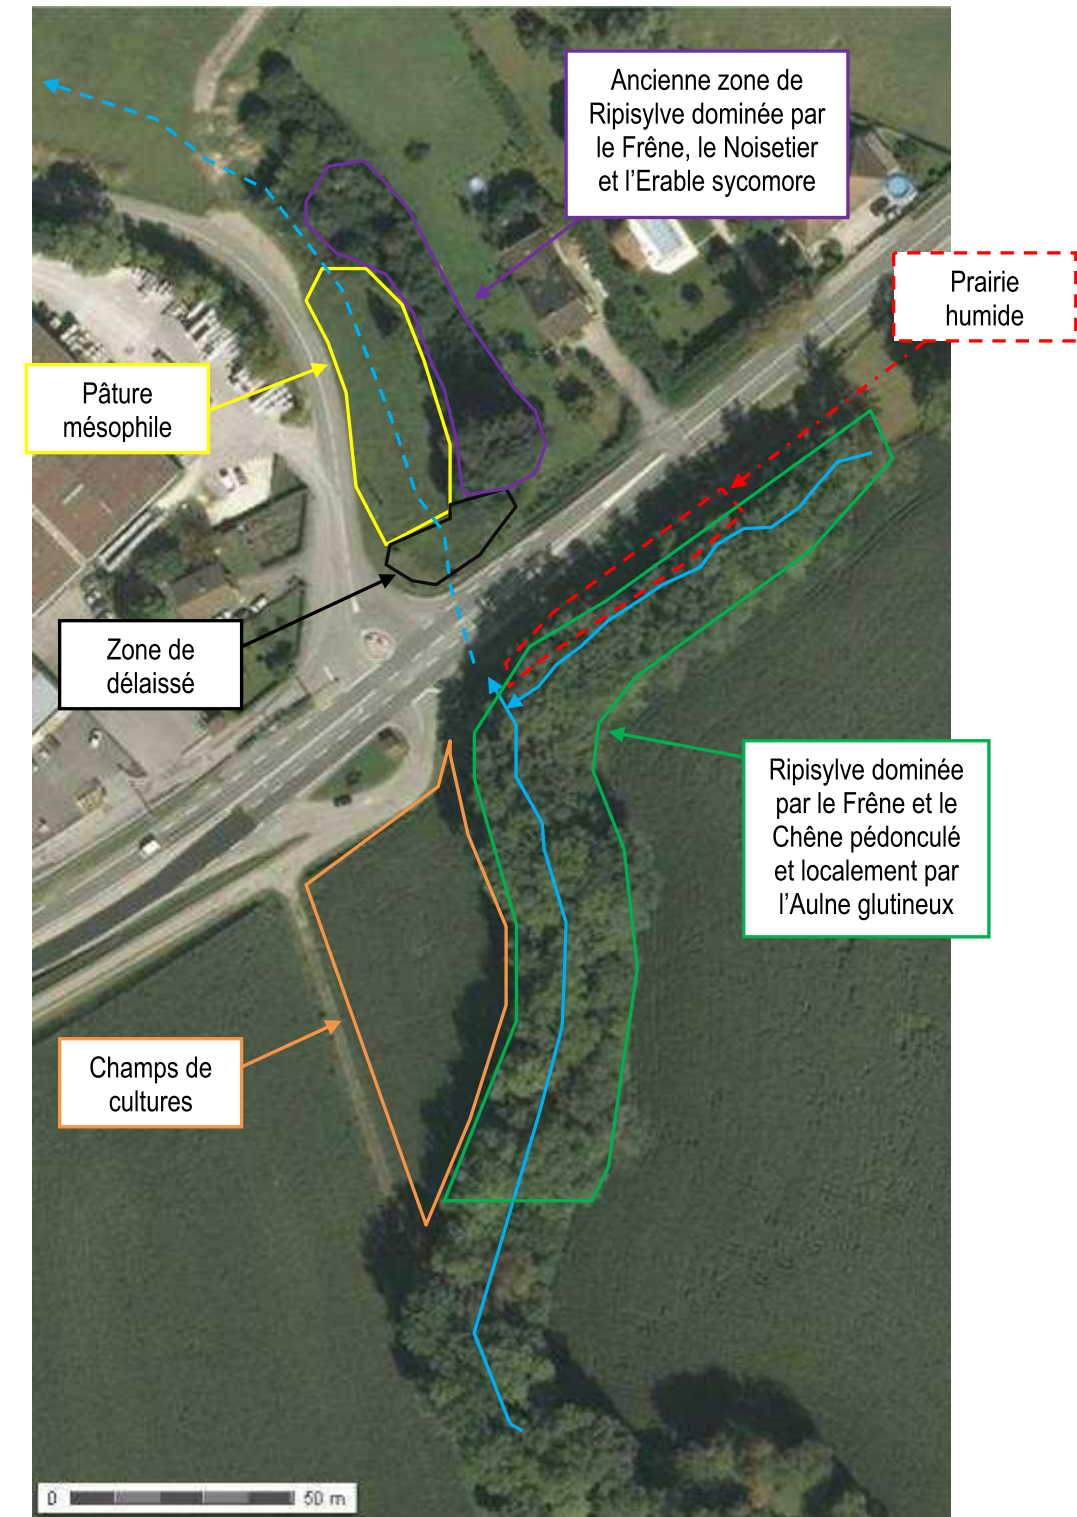 Ancienne zone de
Ripisylve dominée par
le Frêne, le Noisetier
et l'Erable sycomore
Prairie
humide
Pâture
mésophile
Zone de
délaissé
Ripisylve dominée
par le Frêne et le
Chêne pédonculé
et localement par
l'Aulne glutineux
Champs de
cultures
0 50 m